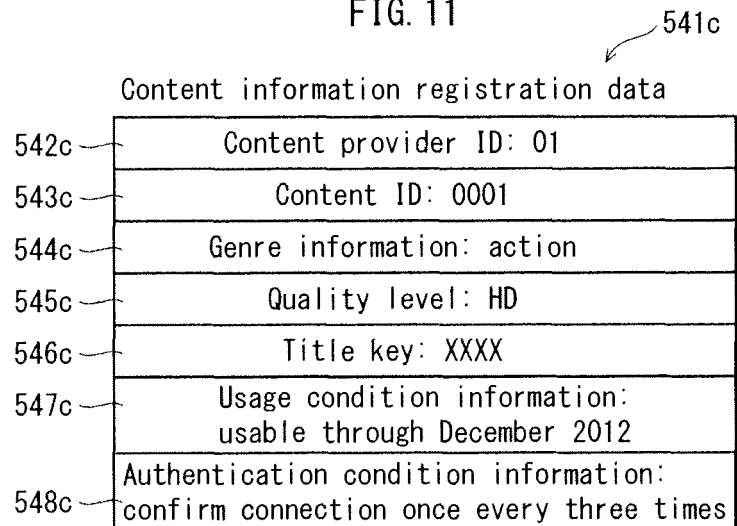 FIG. 11
541c
Content information registration data
542c Content provider ID: 01
543c Content ID: 0001
544c Genre information: action
545c Quality level: HD
546c Title key: XXXX
547c Usage condition information:
usable through December 2012
Authentication condition information:
548c confirm connection once every three times